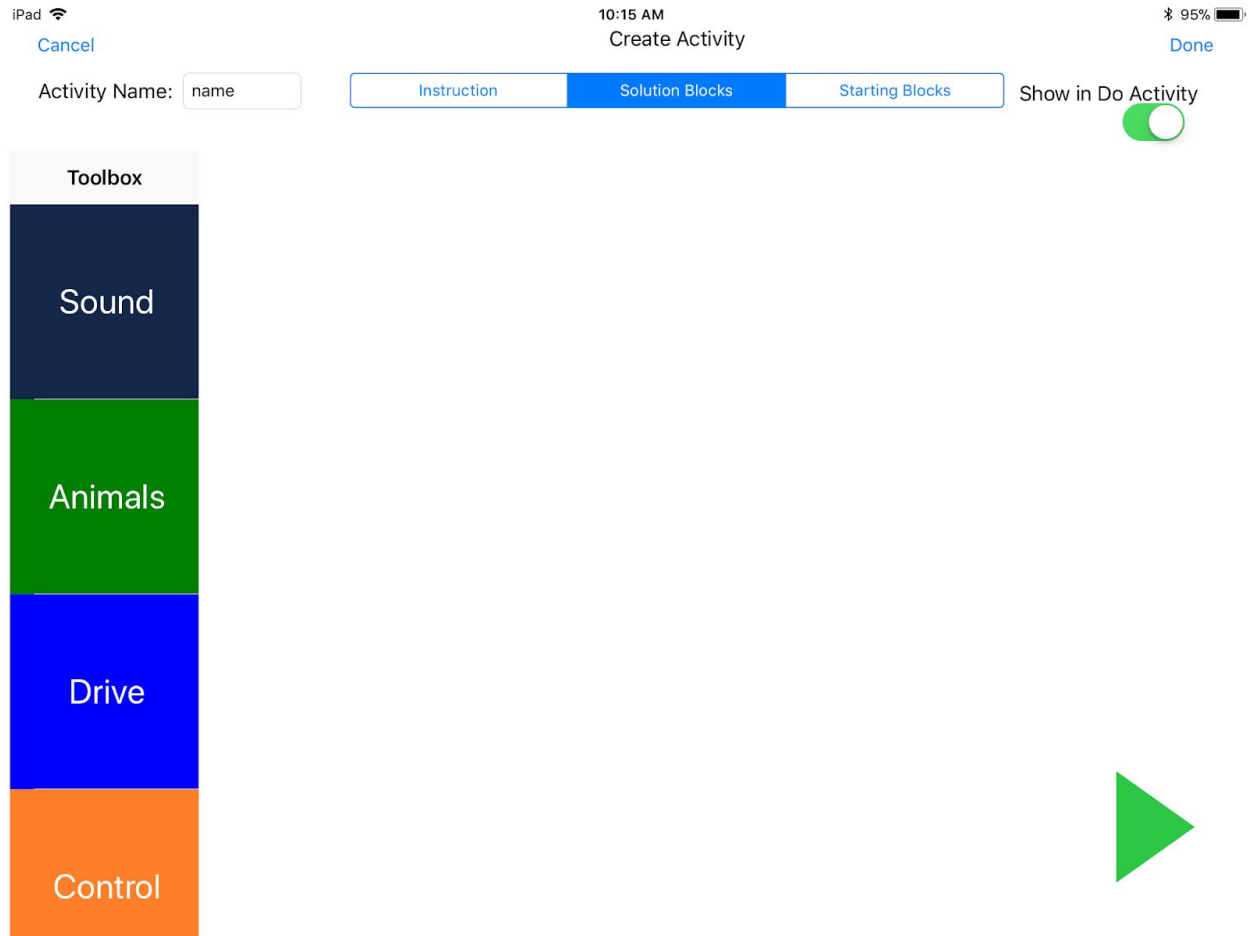 iPad 10:15 AM 95%
Cancel Create Activity Done
Activity Name: name Instruction Solution Blocks Starting Blocks Show in Do Activity
Toolbox
Sound
Animals
Drive
Control